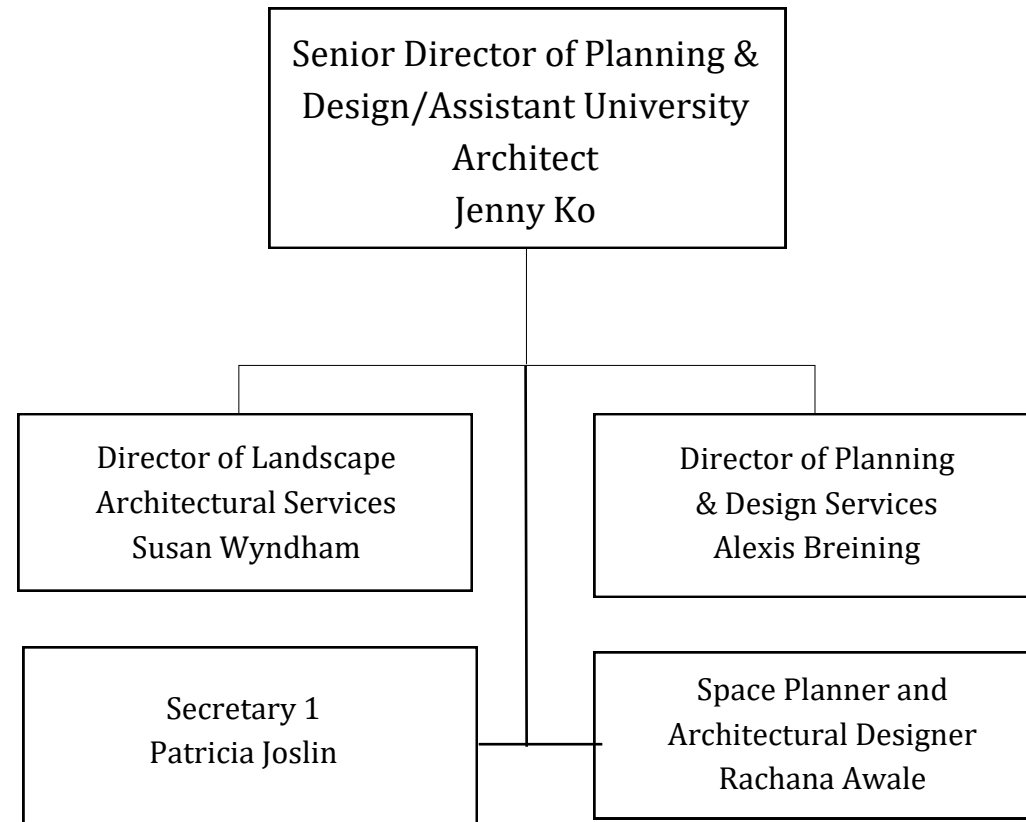 Senior Director of Planning &
Design/Assistant University
Architect
Jenny Ko
Director of Landscape
Architectural Services
Susan Wyndham
Director of Planning
& Design Services
Alexis Breining
Secretary 1
Patricia Joslin
Space Planner and
Architectural Designer
Rachana Awale